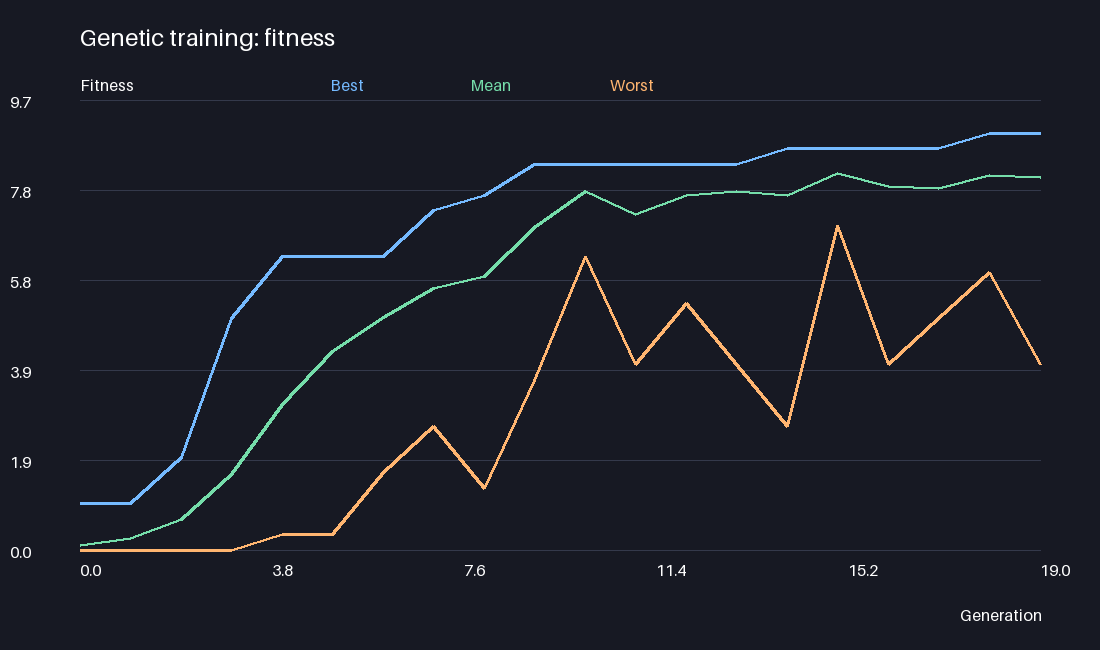 Genetic training: fitness
Fitness Best Mean Worst
9.7
7.8
5.8
3.9
1.9
0.0
0.0 3.8 7.6 11.4 15.2 19.0
Generation